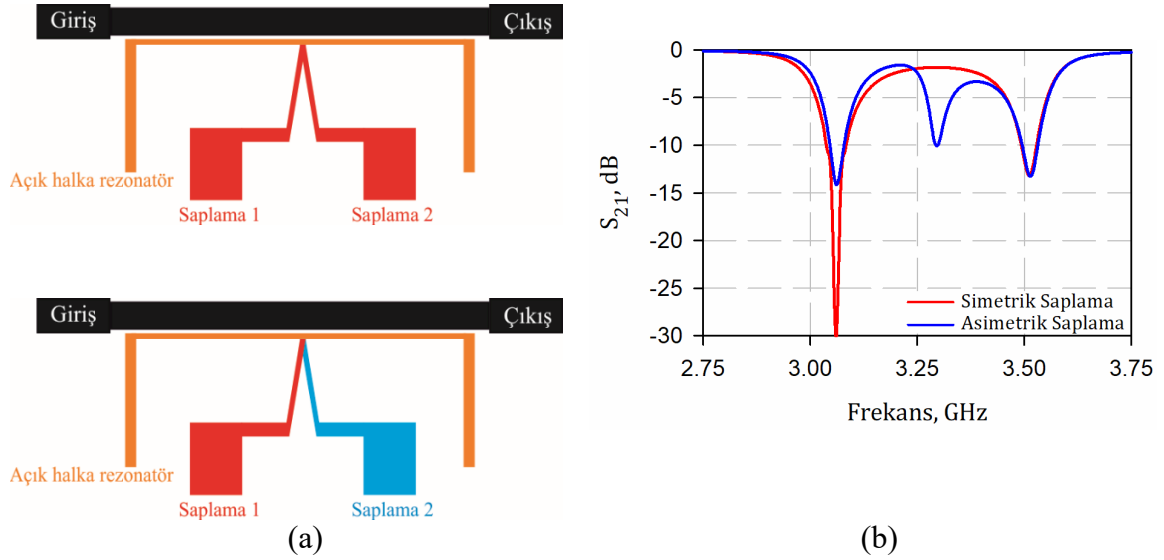 Giriş
Çıkış
Açık halka rezonatör
Saplama 1
Saplama 2
Giriş
Çıkış
Açık halka rezonatör
Saplama 1
Saplama 2
(a)
0
-5
-10
-15
-20
-25
-30
S21, dB
Simetrik Saplama
Asimetrik Saplama
2.75
3.00
3.25
3.50
3.75
Frekans, GHz
(b)